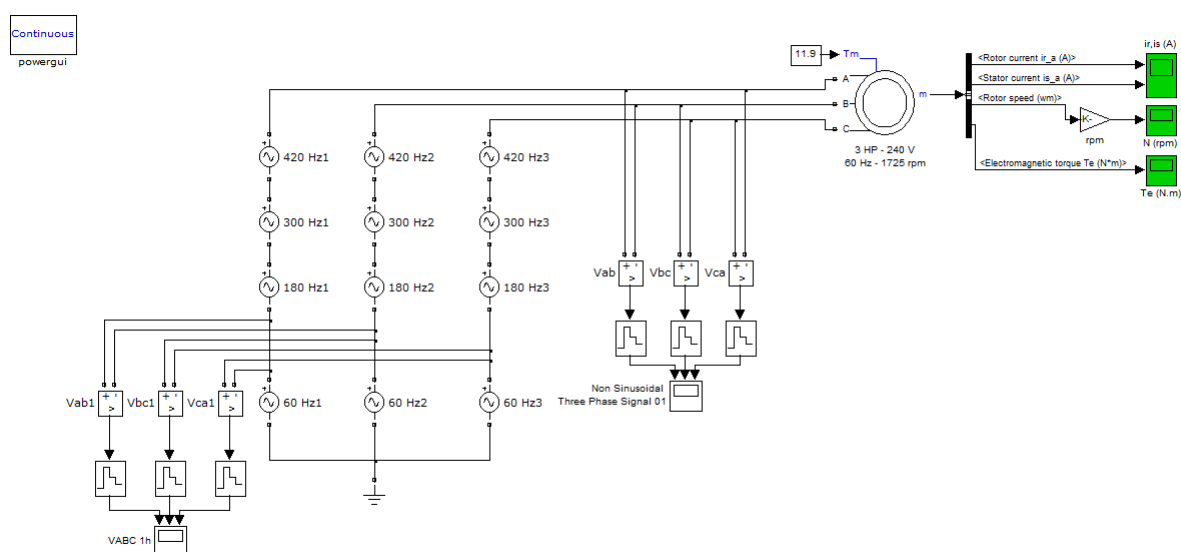 Continuous
powergui
11.9
Tm
A
B
C
m
3 HP - 240 V
60 Hz - 1725 rpm
<Rotor current ir_a (A)>
<Stator current is_a (A)>
<Rotor speed (wm)>
<Electromagnetic torque Te (N*m)>
K-
rpm
ir,is (A)
N (rpm)
Te (N.m)
420 Hz1
420 Hz2
420 Hz3
300 Hz1
300 Hz2
300 Hz3
180 Hz1
180 Hz2
180 Hz3
60 Hz1
60 Hz2
60 Hz3
Vab
Vbc
Vca
Non Sinusoidal
Three Phase Signal 01
Vab1
Vbc1
Vca1
VABC 1h